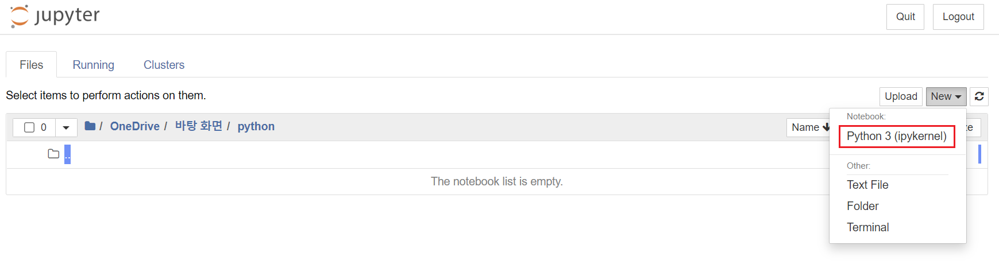 jupyter
Quit
Logout
Files
Running
Clusters
Select items to perform actions on them.
Upload
New
0
/ OneDrive / 바탕 화면 / python
Name
ze
Notebook:
Python 3 (ipykernel)
Other:
Text File
Folder
Terminal
..
The notebook list is empty.